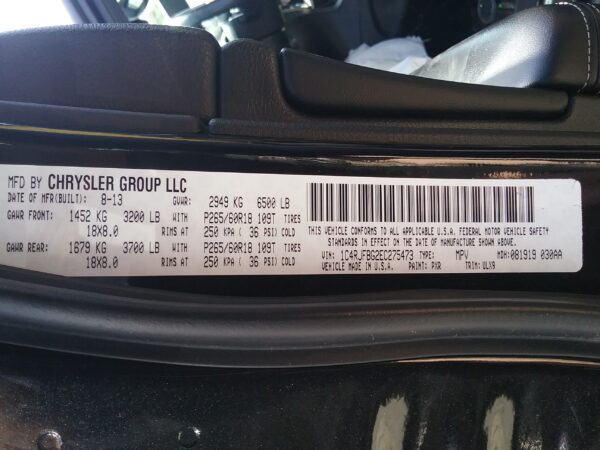 MFD BY CHRYSLER GROUP LLC
DATE OF MFR(BUILT): 8-13 GVWR: 2949 KG 6500 LB
GAWR FRONT: 1452 KG 3200 LB WITH P265/60R18 109T TIRES
18X8.0 RIMS AT 250 KPA ( 36 PSI) COLD
GAWR REAR: 1679 KG 3700 LB WITH P265/60R18 109T TIRES
18X8.0 RIMS AT 250 KPA ( 36 PSI) COLD
THIS VEHICLE CONFORMS TO ALL APPLICABLE U.S.A. FEDERAL MOTOR VEHICLE SAFETY
STANDARDS IN EFFECT ON THE DATE OF MANUFACTURE SHOWN ABOVE.
VIN: 1C4RJFBG2EC275473 TYPE: MPV MDH: 081919 030AA
VEHICLE MADE IN U.S.A. PAINT: PXR TRIM: ULX9